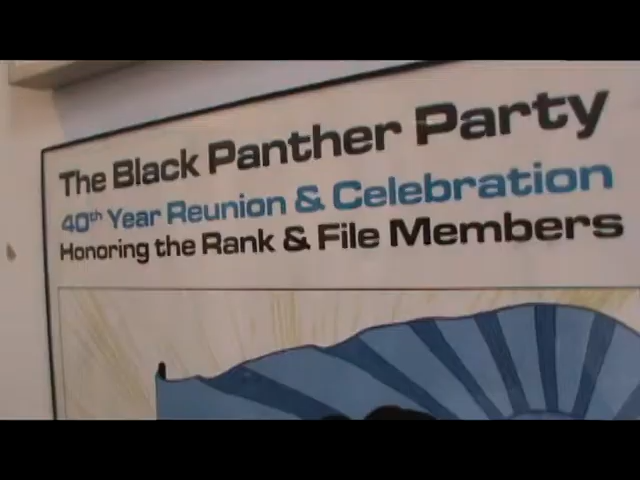 The Black Panther Party
40th Year Reunion & Celebration
Honoring the Rank & File Members